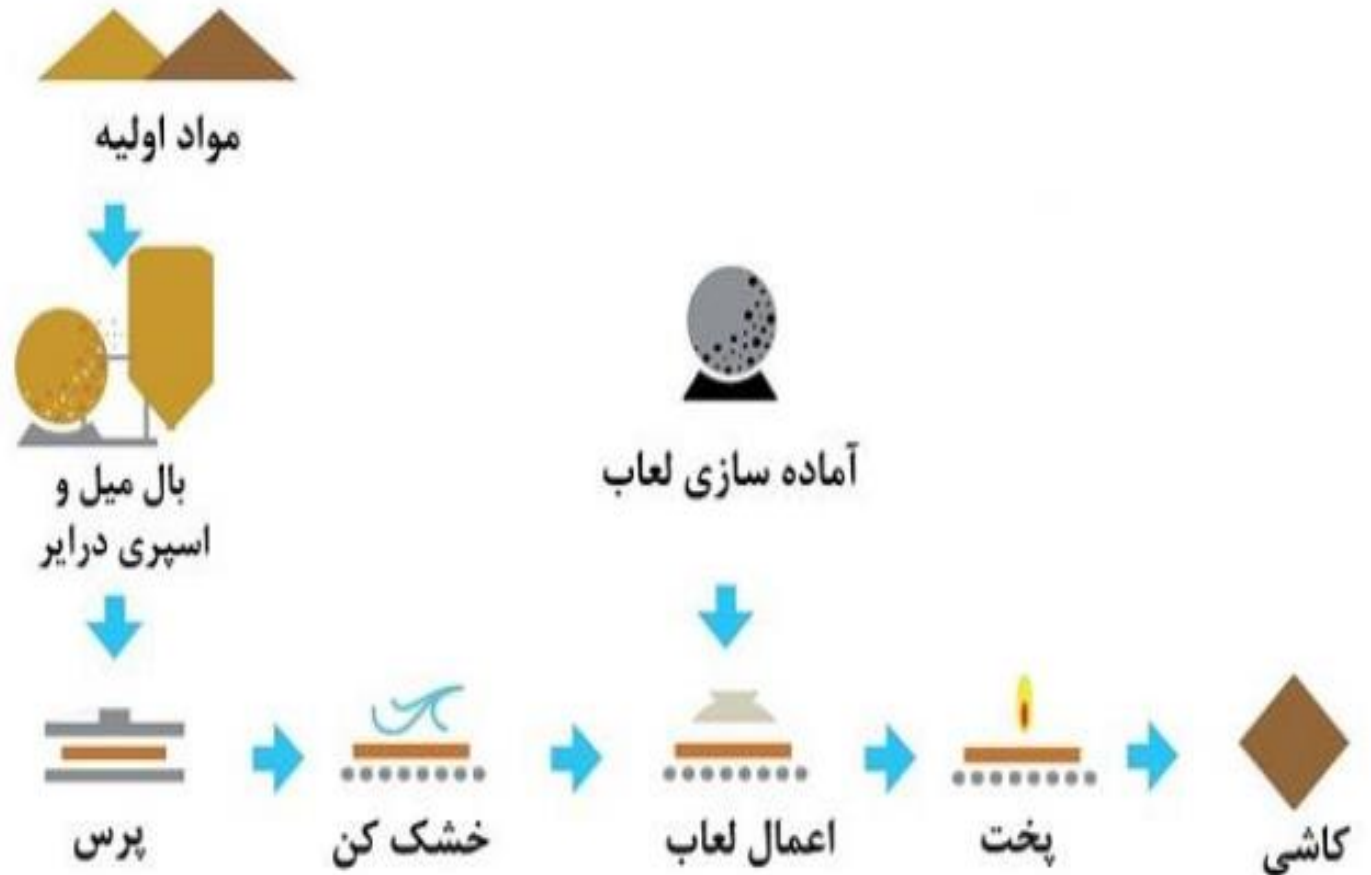 مواد اولیه
بال میل و
اسپری درایر
آماده سازی لعاب
پرس
خشک کن
اعمال لعاب
پخت
کاشی